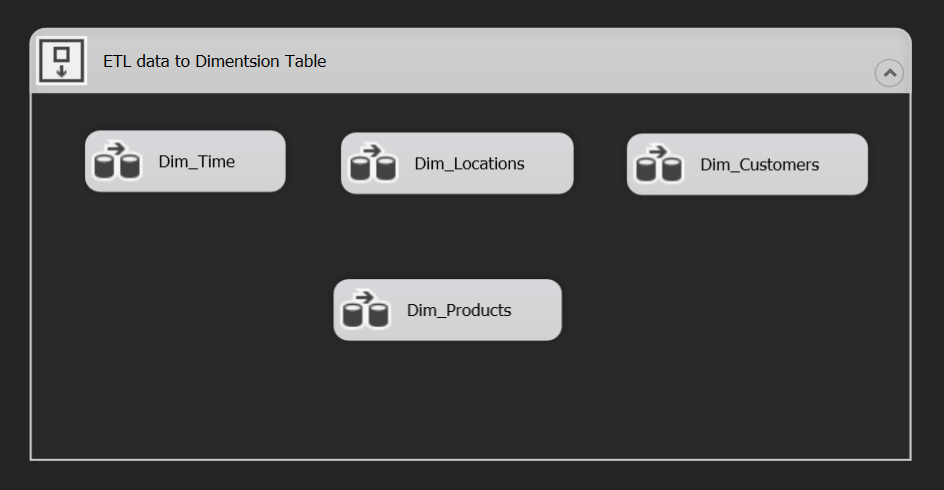 ETL data to Dimentsion Table
Dim_Time
Dim_Locations
Dim_Customers
Dim_Products